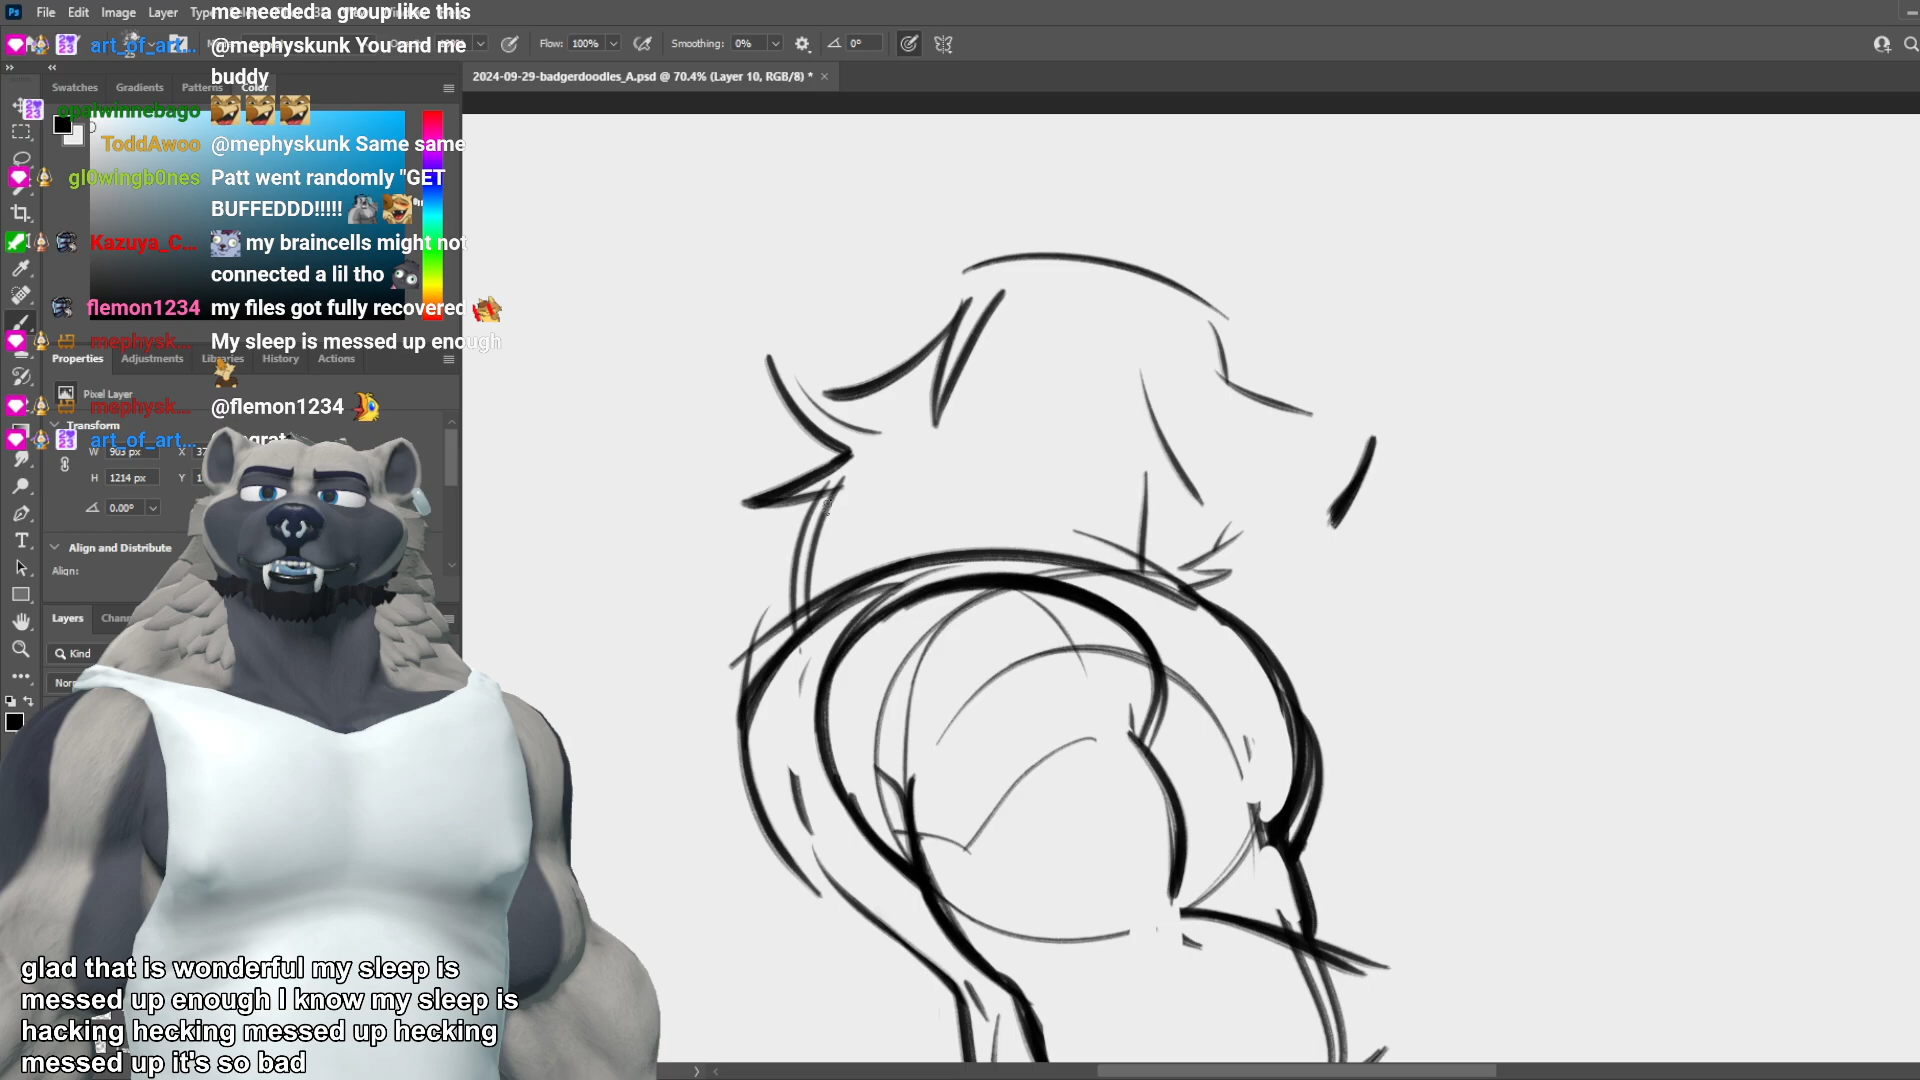 File Edit Image Layer Type
me needed a group like this
art_of_art... @mephyskunk You and me
buddy
Flow: 100% Smoothing: 0% 0°
2024-09-29-badgerdoodles_A.psd @ 70.4% (Layer 10, RGB/8) *
Swatches Gradients Patterns Color
opalwinnebago
ToddAwoo @mephyskunk Same same
gl0wingb0nes Patt went randomly "GET
BUFFEDDD!!!!! "
Kazuya_C... my braincells might not
connected a lil tho
flemon1234 my files got fully recovered
mephysk... My sleep is messed up enough
Properties Adjustments Libraries History Actions
Pixel Layer
mephysk... @flemon1234
Transform
art_of_art...
W 903 px X
H 1214 px Y
0.00°
Align and Distribute
Align:
Layers
Kind
glad that is wonderful my sleep is
messed up enough I know my sleep is
hacking hecking messed up hecking
messed up it's so bad